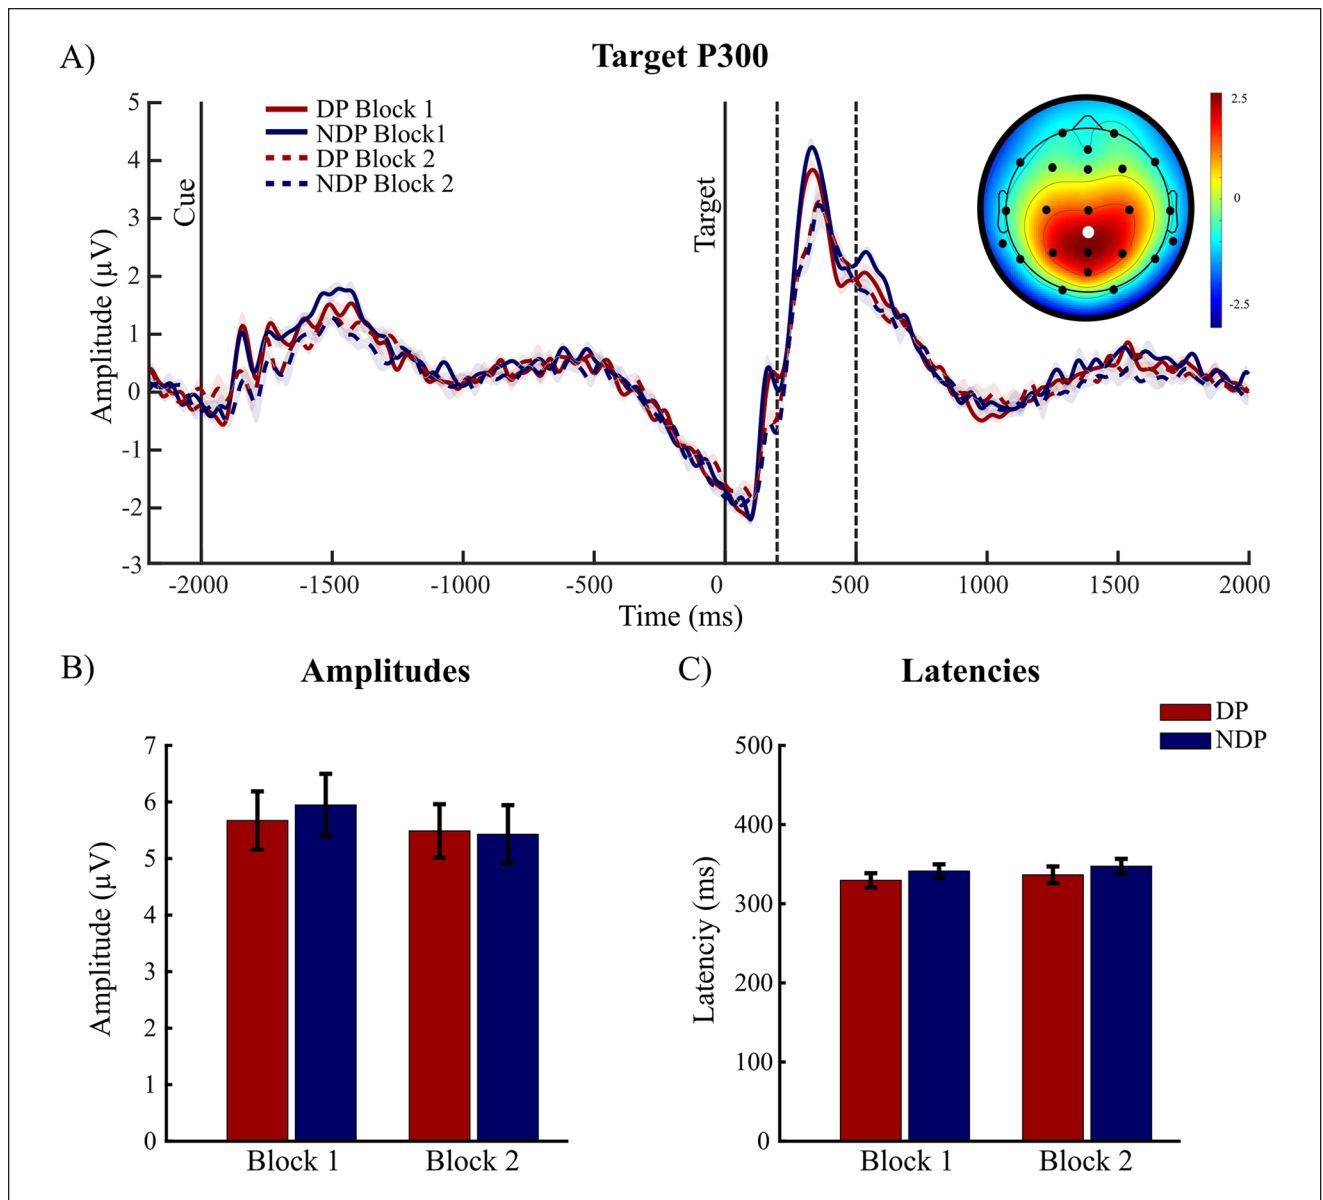 A)
Target P300
DP Block 1
NDP Block1
DP Block 2
NDP Block 2
5
4
3
2
1
0
-1
-2
-3
Amplitude (μV)
Cue
Target
2.5
0
-2.5
-2000
-1500
-1000
-500
0
500
1000
1500
2000
Time (ms)
B)
Amplitudes
7
6
5
4
3
2
1
0
Amplitude (μV)
Block 1
Block 2
C)
Latencies
DP
NDP
500
400
300
200
100
0
Latenciy (ms)
Block 1
Block 2